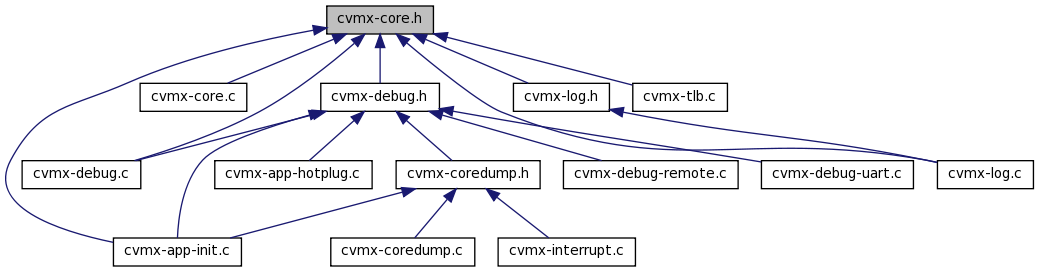 cvmx-core.h
cvmx-core.c
cvmx-debug.h
cvmx-log.h
cvmx-tlb.c
cvmx-debug.c
cvmx-app-hotplug.c
cvmx-coredump.h
cvmx-debug-remote.c
cvmx-debug-uart.c
cvmx-log.c
cvmx-app-init.c
cvmx-coredump.c
cvmx-interrupt.c